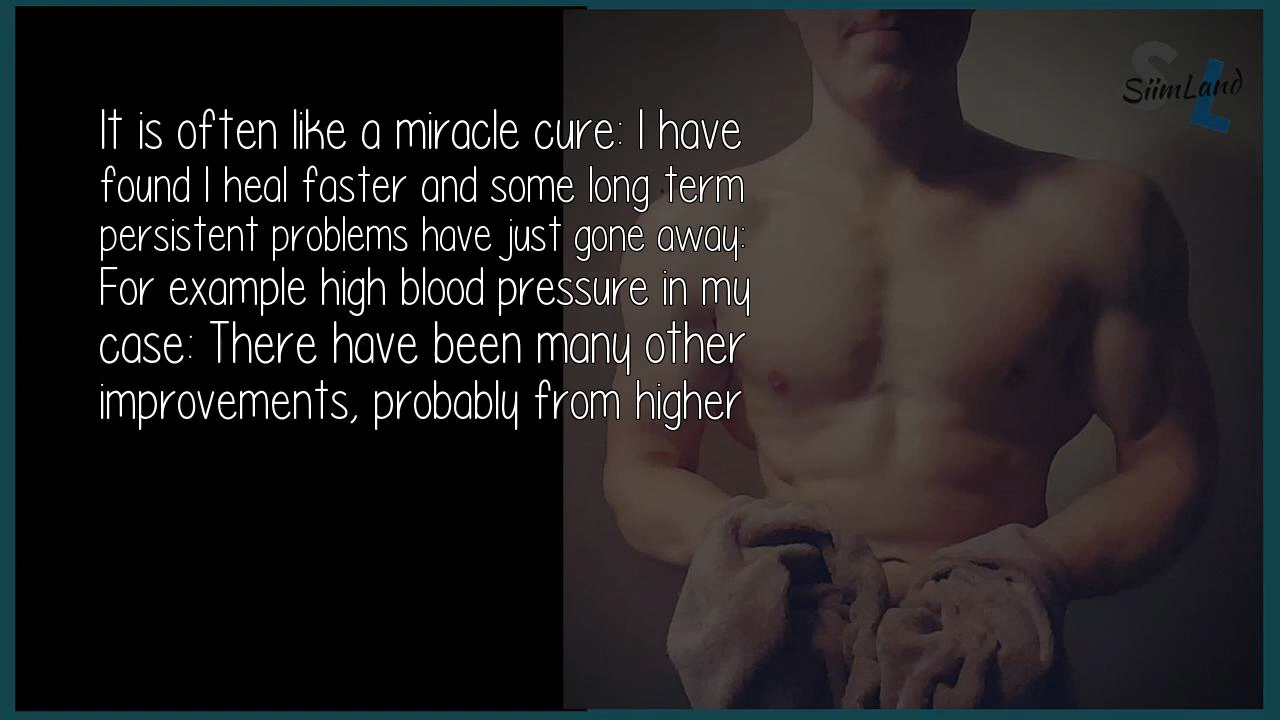 It is often like a miracle cure: I have
found I heal faster and some long term
persistent problems have just gone away:
For example high blood pressure in my
case: There have been many other
improvements, probably from higher
SL
SiimLand